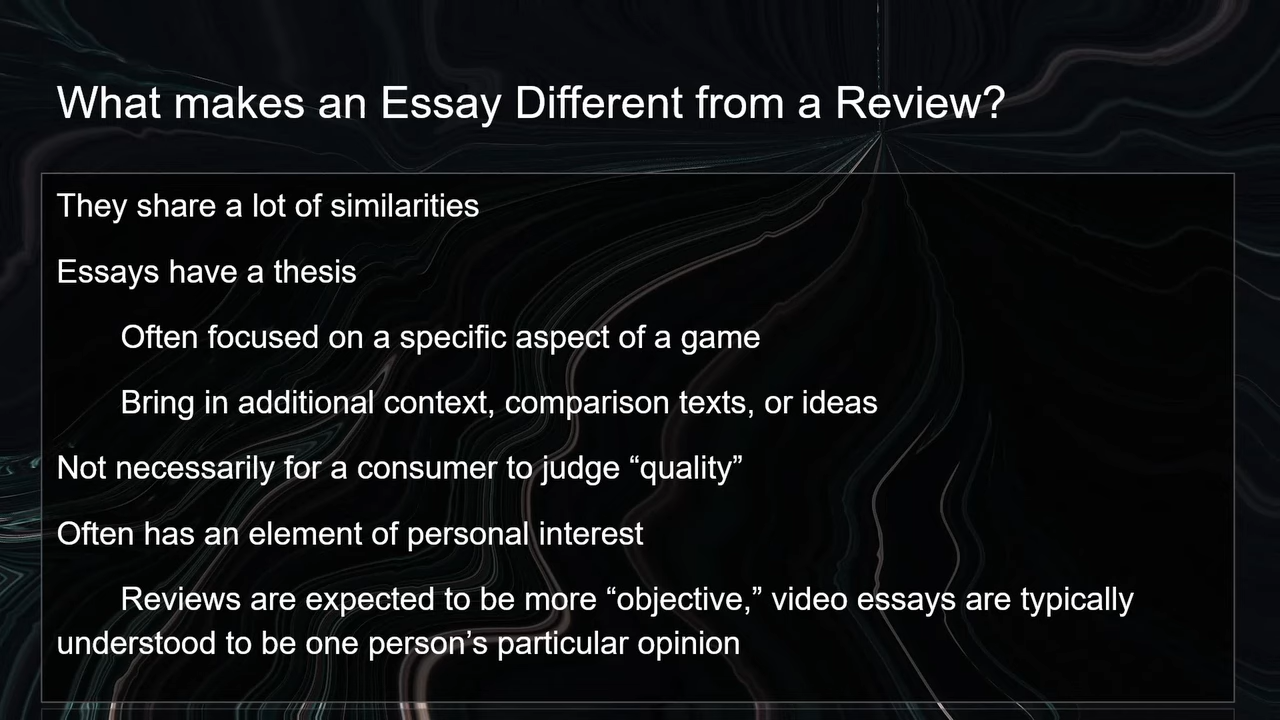 What makes an Essay Different from a Review?
They share a lot of similarities
Essays have a thesis
Often focused on a specific aspect of a game
Bring in additional context, comparison texts, or ideas
Not necessarily for a consumer to judge “quality”
Often has an element of personal interest
Reviews are expected to be more “objective,” video essays are typically
understood to be one person’s particular opinion